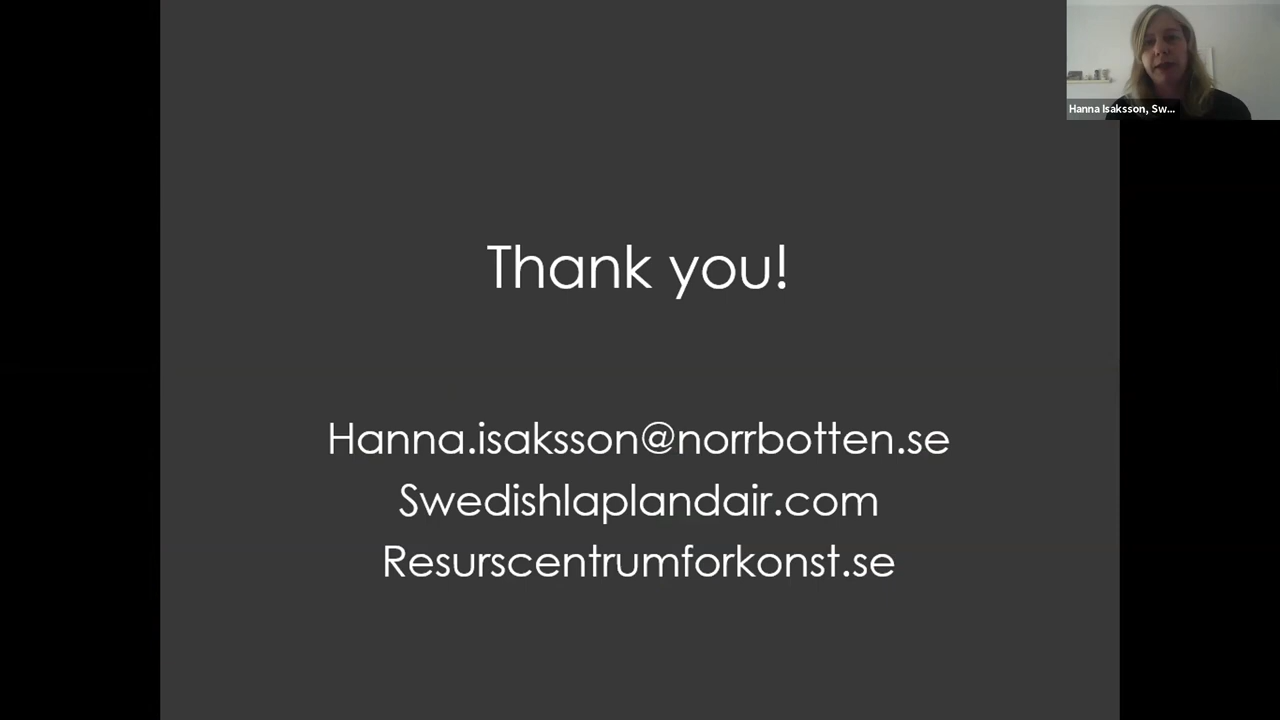 Hanna Isaksson, Sw...
Thank you!
Hanna.isaksson@norrbotten.se
Swedishlaplandair.com
Resurscentrumforkonst.se